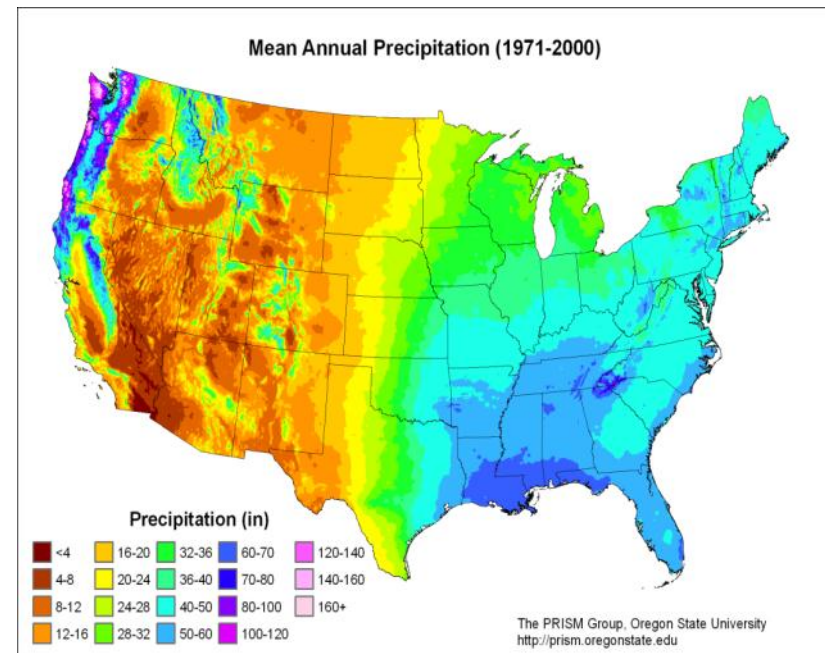 Mean Annual Precipitation (1971-2000)
Precipitation (in)
<4 16-20 32-36 60-70 120-140
4-8 20-24 36-40 70-80 140-160
8-12 24-28 40-50 80-100 160+
12-16 28-32 50-60 100-120
The PRISM Group, Oregon State University
http://prism.oregonstate.edu